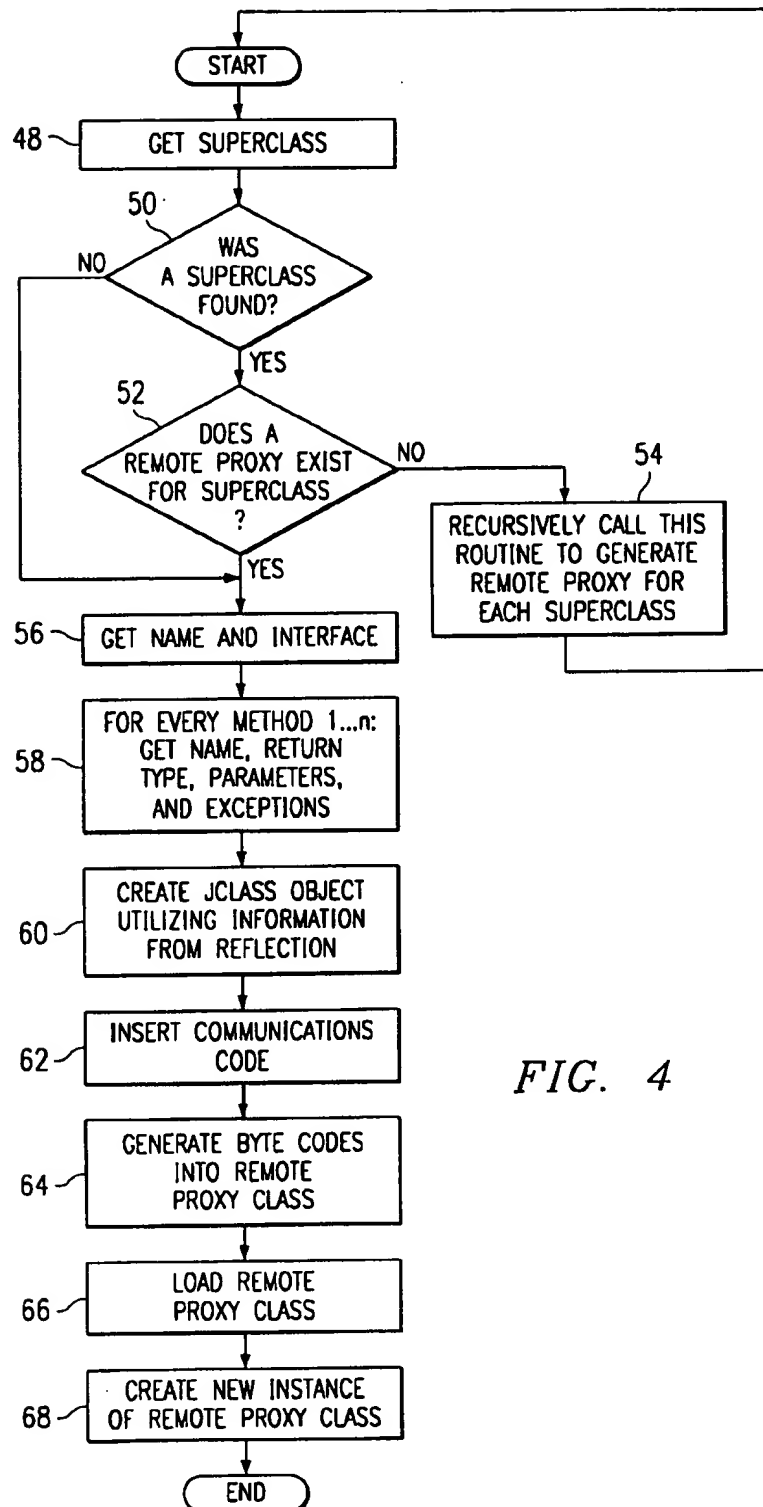 START
48
GET SUPERCLASS
50
WAS
A SUPERCLASS
FOUND?
NO
YES
52
DOES A
REMOTE PROXY EXIST
FOR SUPERCLASS
?
NO
YES
54
RECURSIVELY CALL THIS
ROUTINE TO GENERATE
REMOTE PROXY FOR
EACH SUPERCLASS
56
GET NAME AND INTERFACE
58
FOR EVERY METHOD 1...n:
GET NAME, RETURN
TYPE, PARAMETERS,
AND EXCEPTIONS
60
CREATE JCLASS OBJECT
UTILIZING INFORMATION
FROM REFLECTION
62
INSERT COMMUNICATIONS
CODE
64
GENERATE BYTE CODES
INTO REMOTE
PROXY CLASS
66
LOAD REMOTE
PROXY CLASS
68
CREATE NEW INSTANCE
OF REMOTE PROXY CLASS
END
FIG. 4